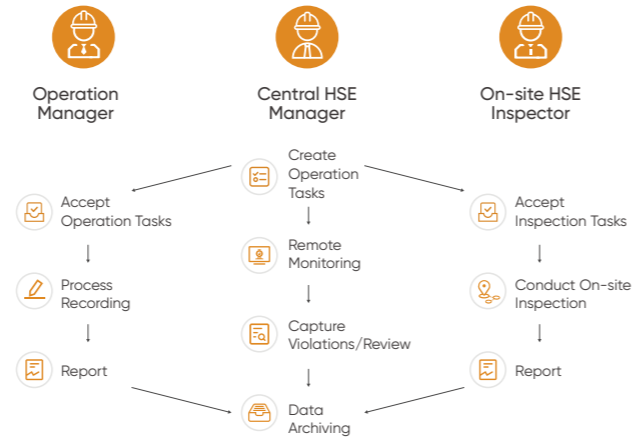 Operation
Manager
Central HSE
Manager
On-site HSE
Inspector
Create
Operation
Tasks
Accept
Operation Tasks
Remote
Monitoring
Accept
Inspection Tasks
Process
Recording
Capture
Violations/Review
Conduct On-site
Inspection
Report
Data
Archiving
Report